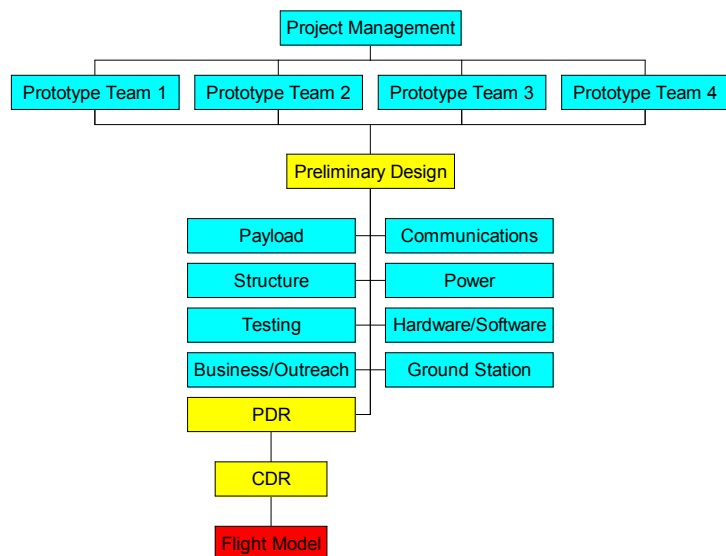 Project Management
Prototype Team 1
Prototype Team 2
Prototype Team 3
Prototype Team 4
Preliminary Design
Payload
Communications
Structure
Power
Testing
Hardware/Software
Business/Outreach
Ground Station
PDR
CDR
Flight Model